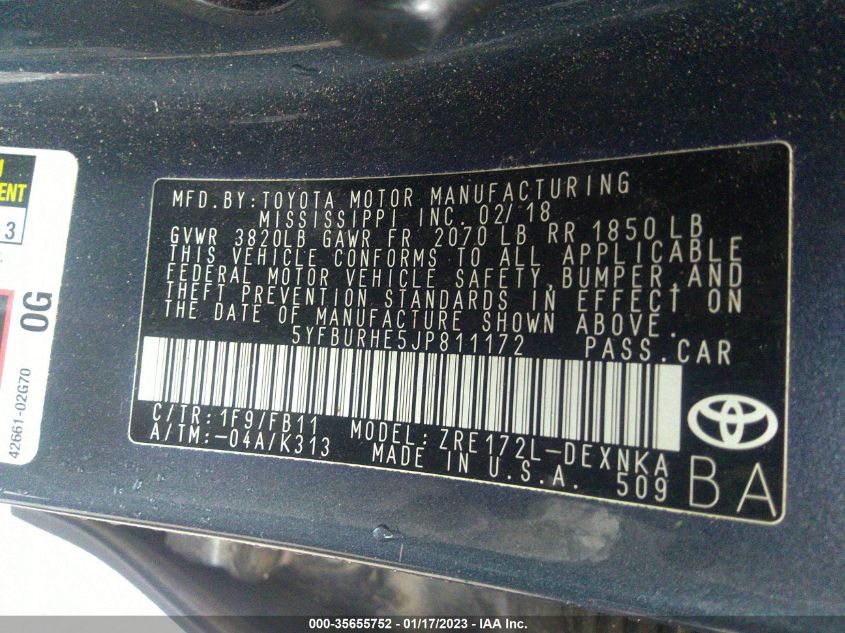 MFD.BY: TOYOTA MOTOR MANUFACTURING
MISSISSIPPI INC. 02/18
GVWR 3820LB GAWR FR 2070 LB RR 1850 LB
THIS VEHICLE CONFORMS TO ALL APPLICABLE
FEDERAL MOTOR VEHICLE SAFETY, BUMPER, AND
THEFT PREVENTION STANDARDS IN EFFECT ON
THE DATE OF MANUFACTURE SHOWN ABOVE.
5YFBURHE5JP811172 PASS.CAR
C/TR: 1F9/FB11
A/TM: -04A/K313
MODEL: ZRE172L-DEXNKA
MADE IN U.S.A. 509
BA
3
0G
42661-02G70
000-35655752 - 01/17/2023 - IAA Inc.